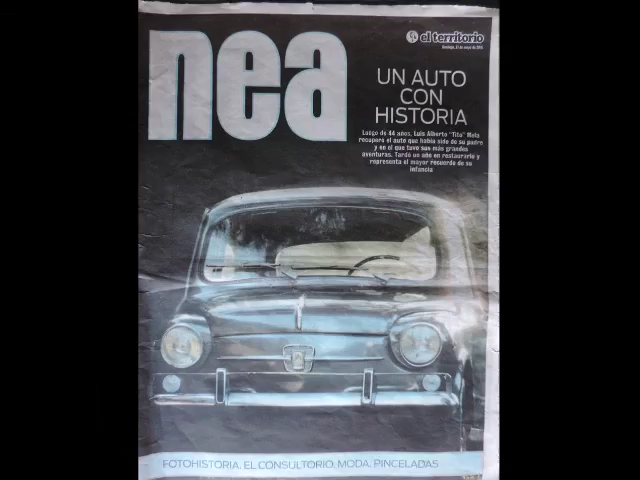 nea
el territorio
UN AUTO
CON
HISTORIA
Luego de 44 años, Luis Alberto "Tito" Mela
recuperó el auto que había sido de su padre
y en el que tuvo sus más grandes
aventuras. Tardó un año en restaurarlo y
representa el mayor recuerdo de su
infancia
FOTOHISTORIA. EL CONSULTORIO. MODA. PINCELADAS